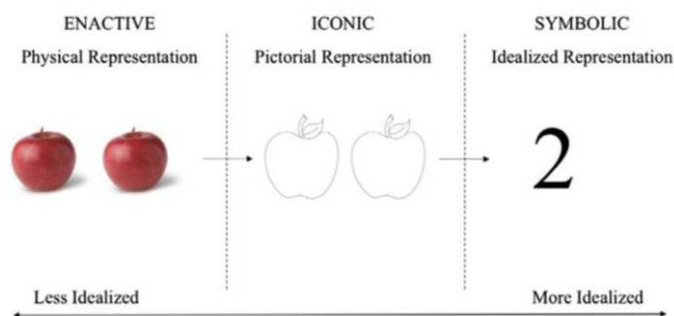 ENACTIVE
Physical Representation
ICONIC
Pictorial Representation
SYMBOLIC
Idealized Representation
2
Less Idealized
More Idealized